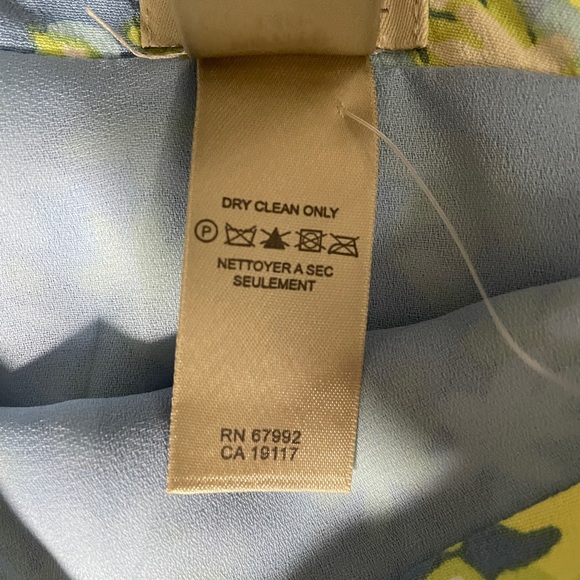 DRY CLEAN ONLY
P
NETTOYER A SEC
SEULEMENT
RN 67992
CA 19117